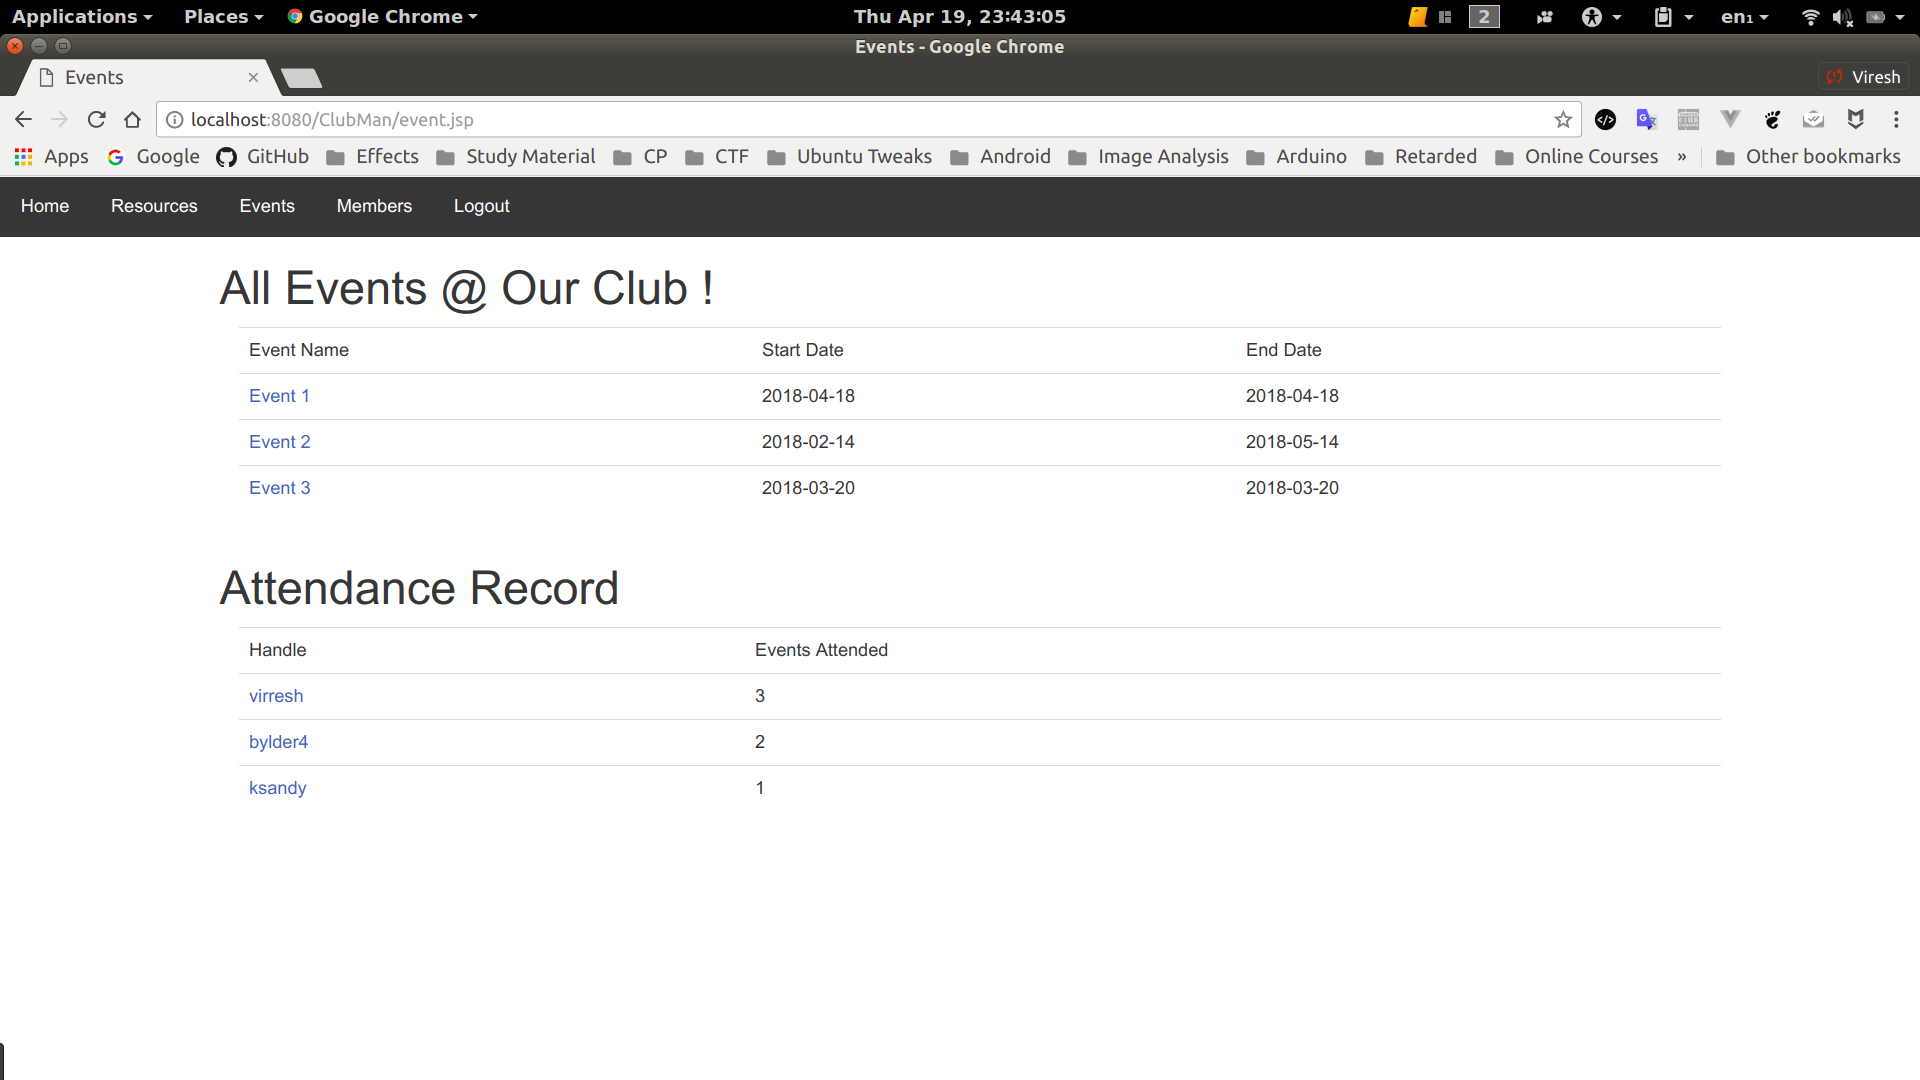 Applications Places Google Chrome Thu Apr 19, 23:43:05 2 en₁
Events - Google Chrome
Events Viresh
localhost:8080/ClubMan/event.jsp
Apps Google GitHub Effects Study Material CP CTF Ubuntu Tweaks Android Image Analysis Arduino Retarded Online Courses » Other bookmarks
Home Resources Events Members Logout
All Events @ Our Club !
Event Name Start Date End Date
Event 1 2018-04-18 2018-04-18
Event 2 2018-02-14 2018-05-14
Event 3 2018-03-20 2018-03-20
Attendance Record
Handle Events Attended
virresh 3
bylder4 2
ksandy 1